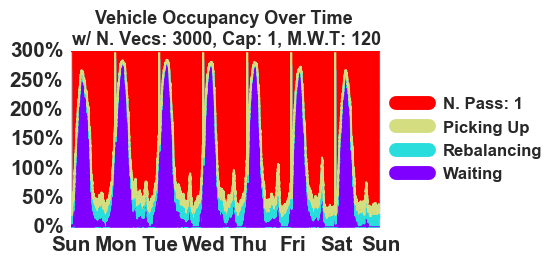 Vehicle Occupancy Over Time
w/ N. Vecs: 3000, Cap: 1, M.W.T: 120
300%
250%
200%
150%
100%
50%
0%
Sun Mon Tue Wed Thu Fri Sat Sun
N. Pass: 1
Picking Up
Rebalancing
Waiting